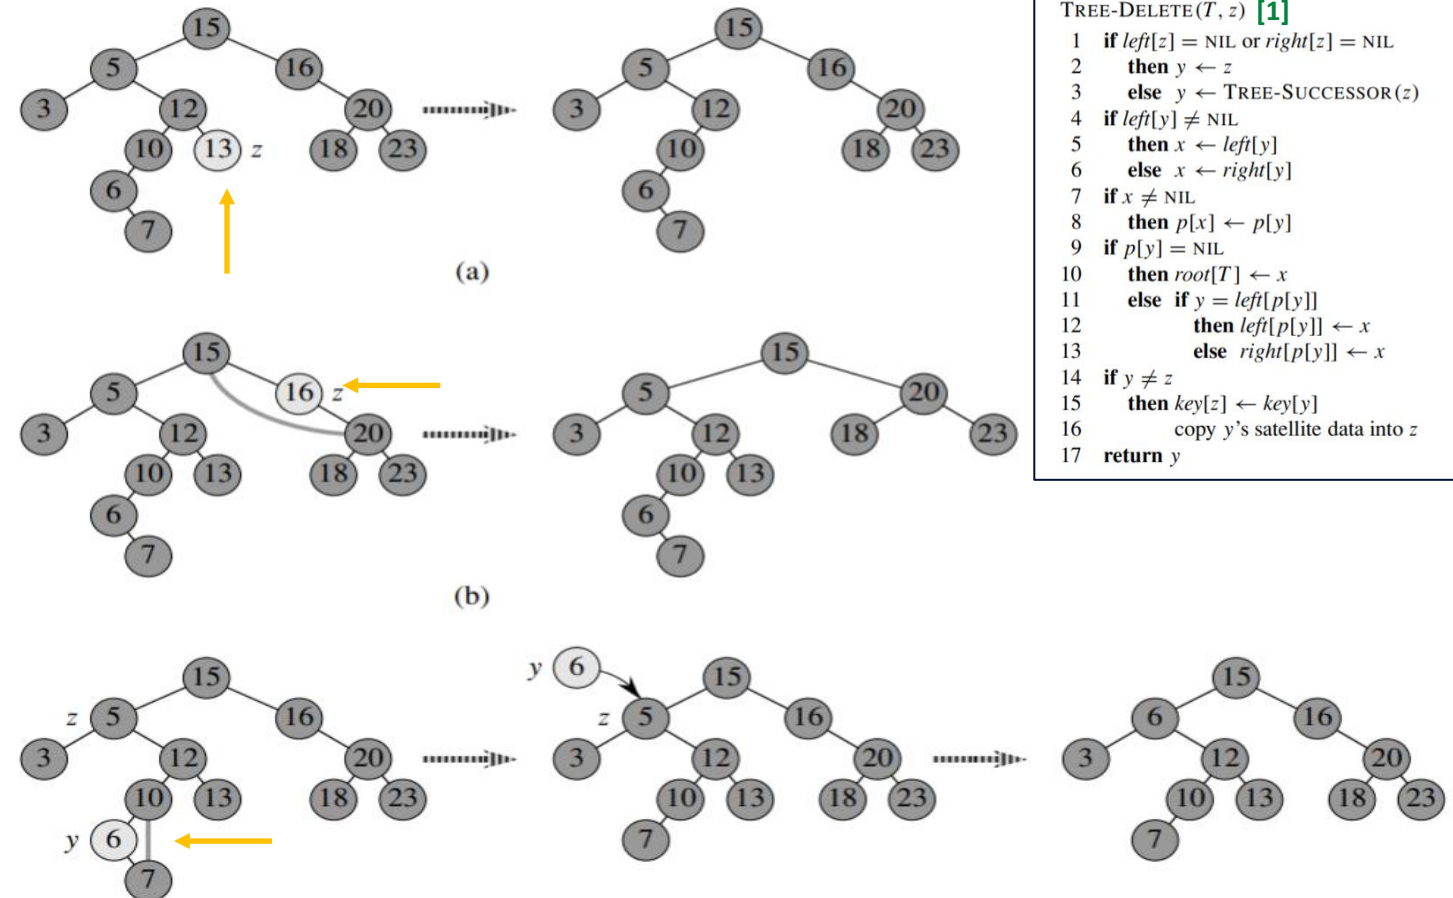 15
5 16
3 12 20
10 13 z 18 23
6
7
15
5 16
3 12 20
10 18 23
6
7
(a)
15
5 16 z
3 12 20
10 13 18 23
6
7
15
5 20
3 12 18 23
10 13
6
7
(b)
15
z 5 16
3 12 20
10 13 18 23
y 6
7
y 6 15
z 5 16
3 12 20
10 13 18 23
7
15
6 16
3 12 20
10 13 18 23
7
TREE-DELETE(T, z) [1]
1 if left[z] = NIL or right[z] = NIL
2 then y ← z
3 else y ← TREE-SUCCESSOR(z)
4 if left[y] ≠ NIL
5 then x ← left[y]
6 else x ← right[y]
7 if x ≠ NIL
8 then p[x] ← p[y]
9 if p[y] = NIL
10 then root[T] ← x
11 else if y = left[p[y]]
12 then left[p[y]] ← x
13 else right[p[y]] ← x
14 if y ≠ z
15 then key[z] ← key[y]
16 copy y's satellite data into z
17 return y